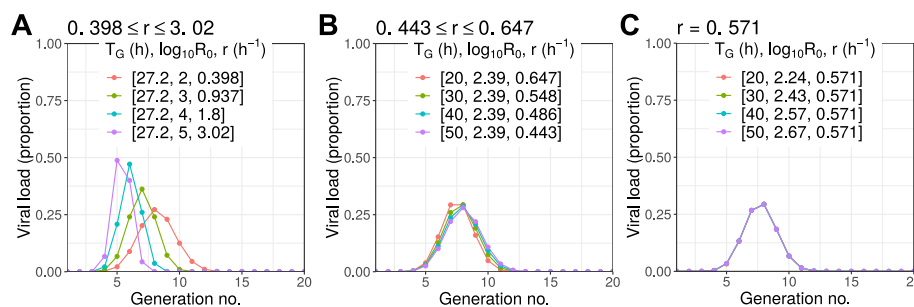 A
0.398 ≤ r ≤ 3.02
T_G (h), log₁₀R₀, r (h⁻¹)
[27.2, 2, 0.398]
[27.2, 3, 0.937]
[27.2, 4, 1.8]
[27.2, 5, 3.02]
Viral load (proportion)
1.00
0.75
0.50
0.25
0.00
5 10 15 20
Generation no.
B
0.443 ≤ r ≤ 0.647
T_G (h), log₁₀R₀, r (h⁻¹)
[20, 2.39, 0.647]
[30, 2.39, 0.548]
[40, 2.39, 0.486]
[50, 2.39, 0.443]
Viral load (proportion)
1.00
0.75
0.50
0.25
0.00
5 10 15 20
Generation no.
C
r = 0.571
T_G (h), log₁₀R₀, r (h⁻¹)
[20, 2.24, 0.571]
[30, 2.43, 0.571]
[40, 2.57, 0.571]
[50, 2.67, 0.571]
Viral load (proportion)
1.00
0.75
0.50
0.25
0.00
5 10 15 20
Generation no.